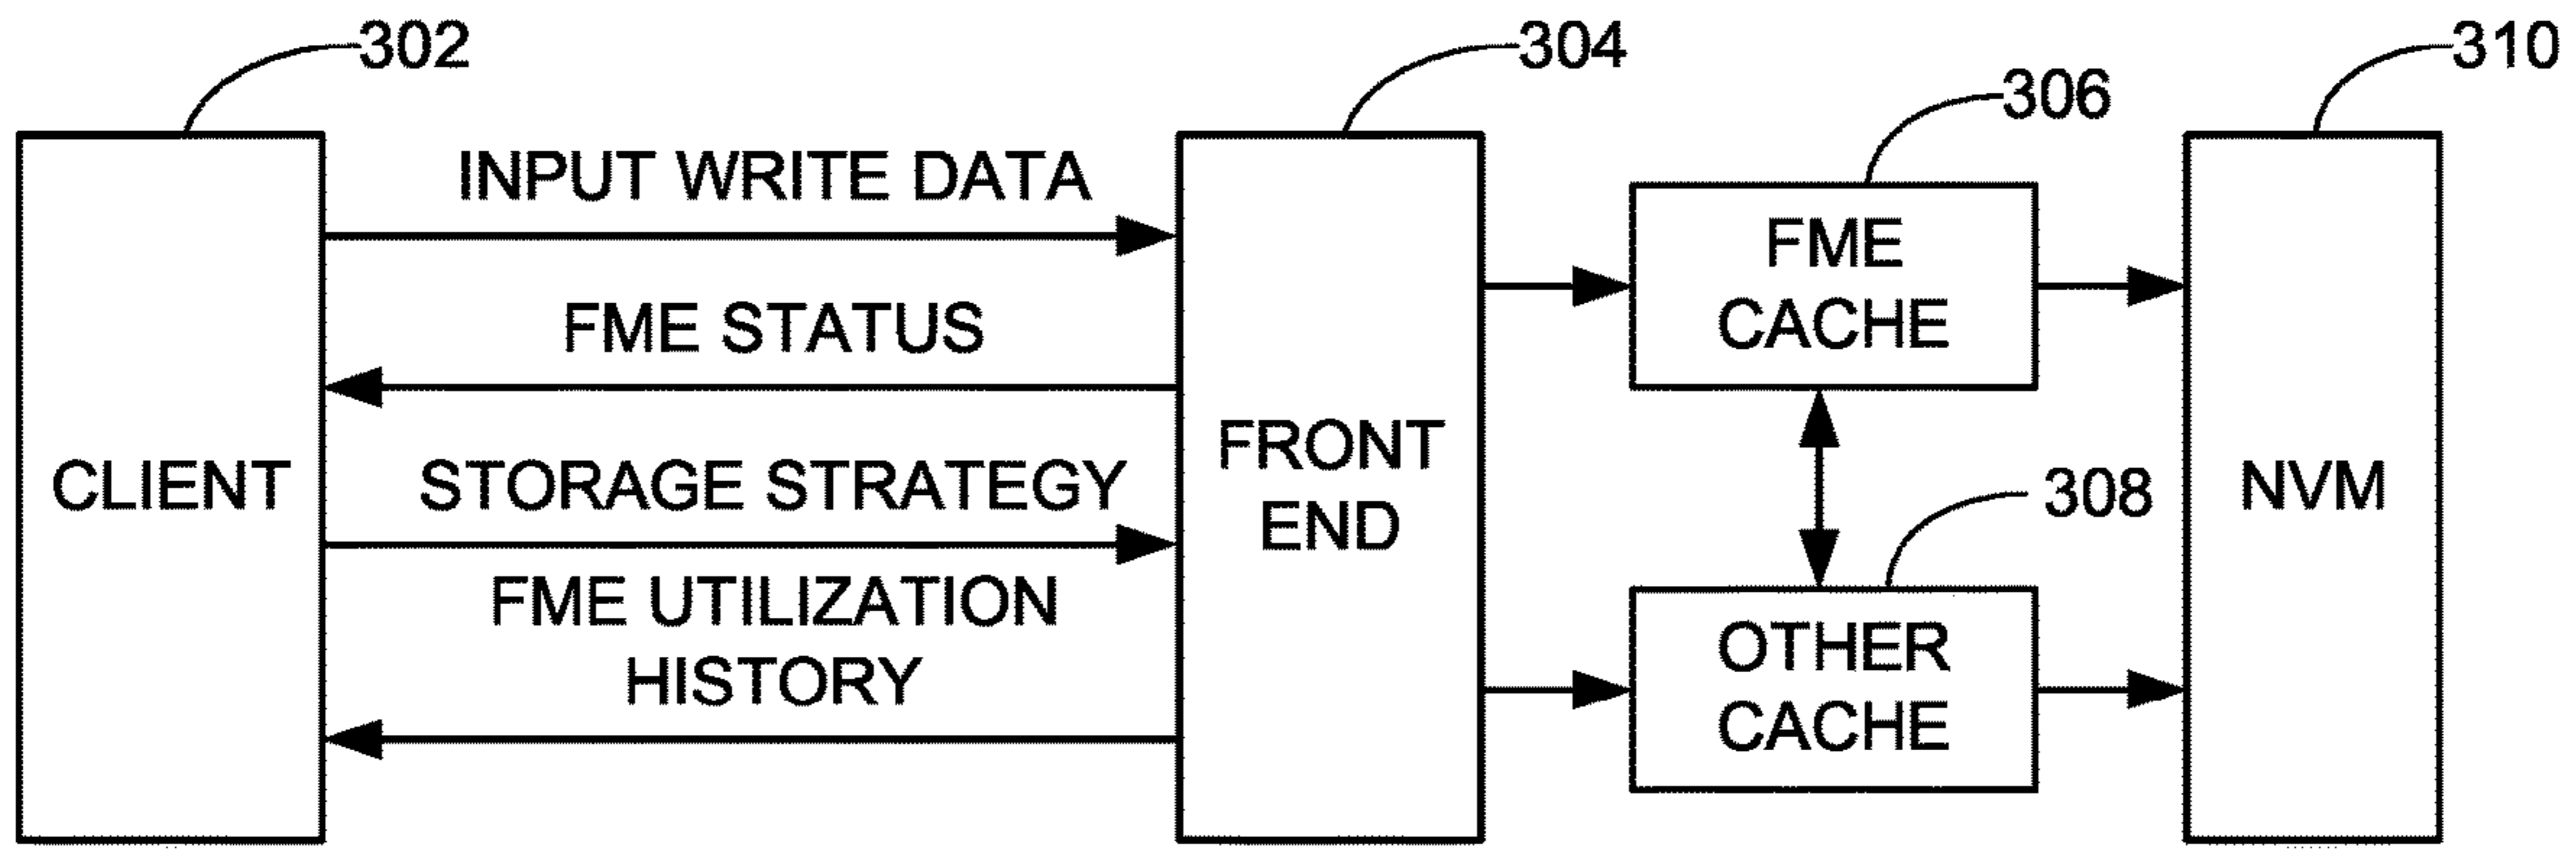 302
304
306
310
INPUT WRITE DATA
FME STATUS
CLIENT
STORAGE STRATEGY
FME UTILIZATION
HISTORY
FRONT
END
FME
CACHE
308
OTHER
CACHE
NVM